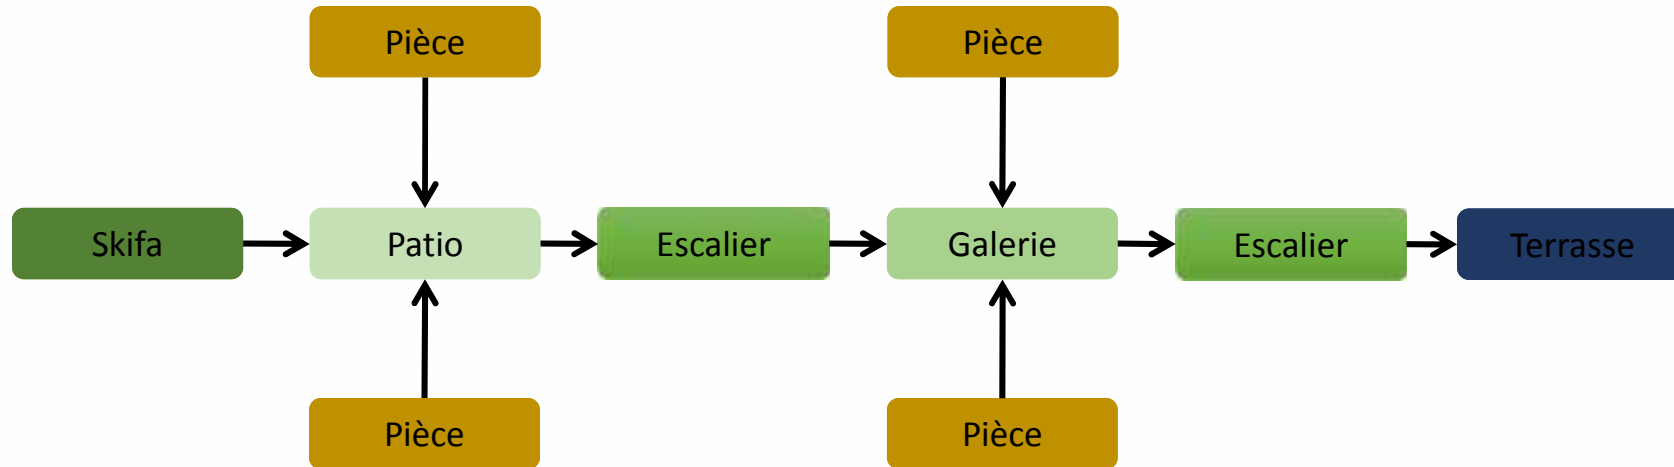 Pièce
Pièce
Skifa
Patio
Escalier
Galerie
Escalier
Terrasse
Pièce
Pièce